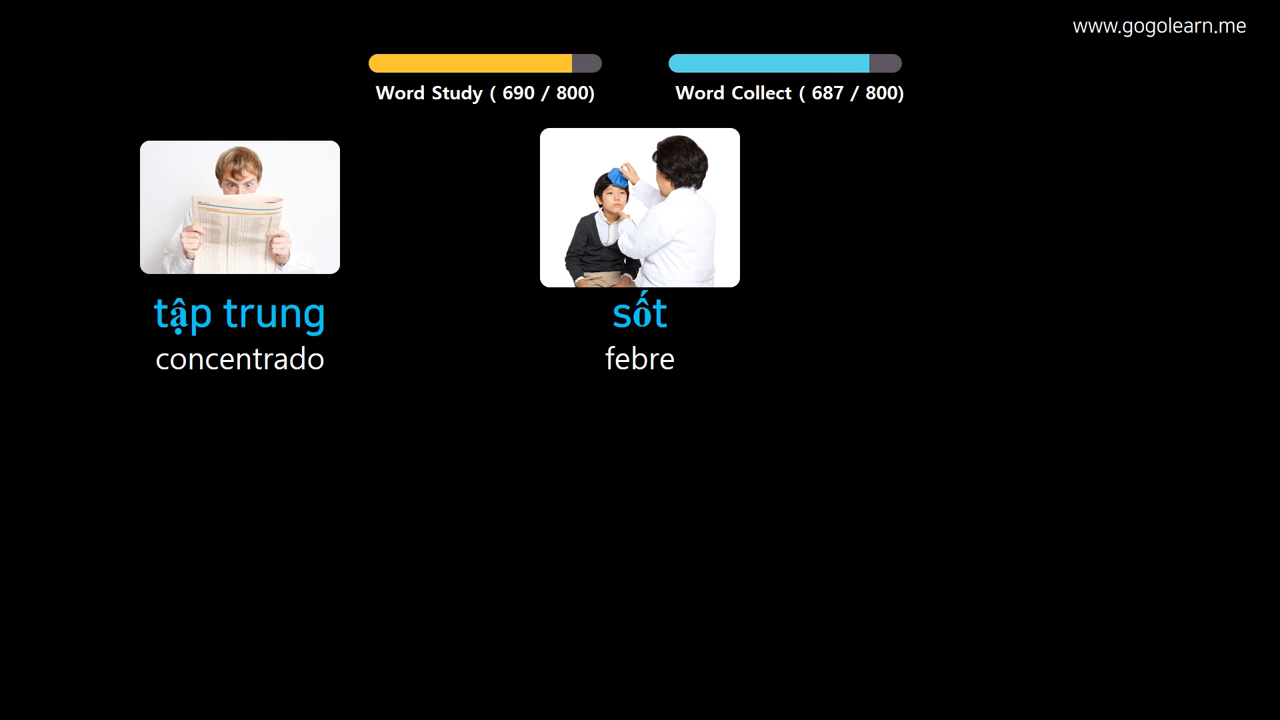 www.gogolearn.me
Word Study ( 690 / 800)
Word Collect ( 687 / 800)
tập trung
concentrado
sốt
febre